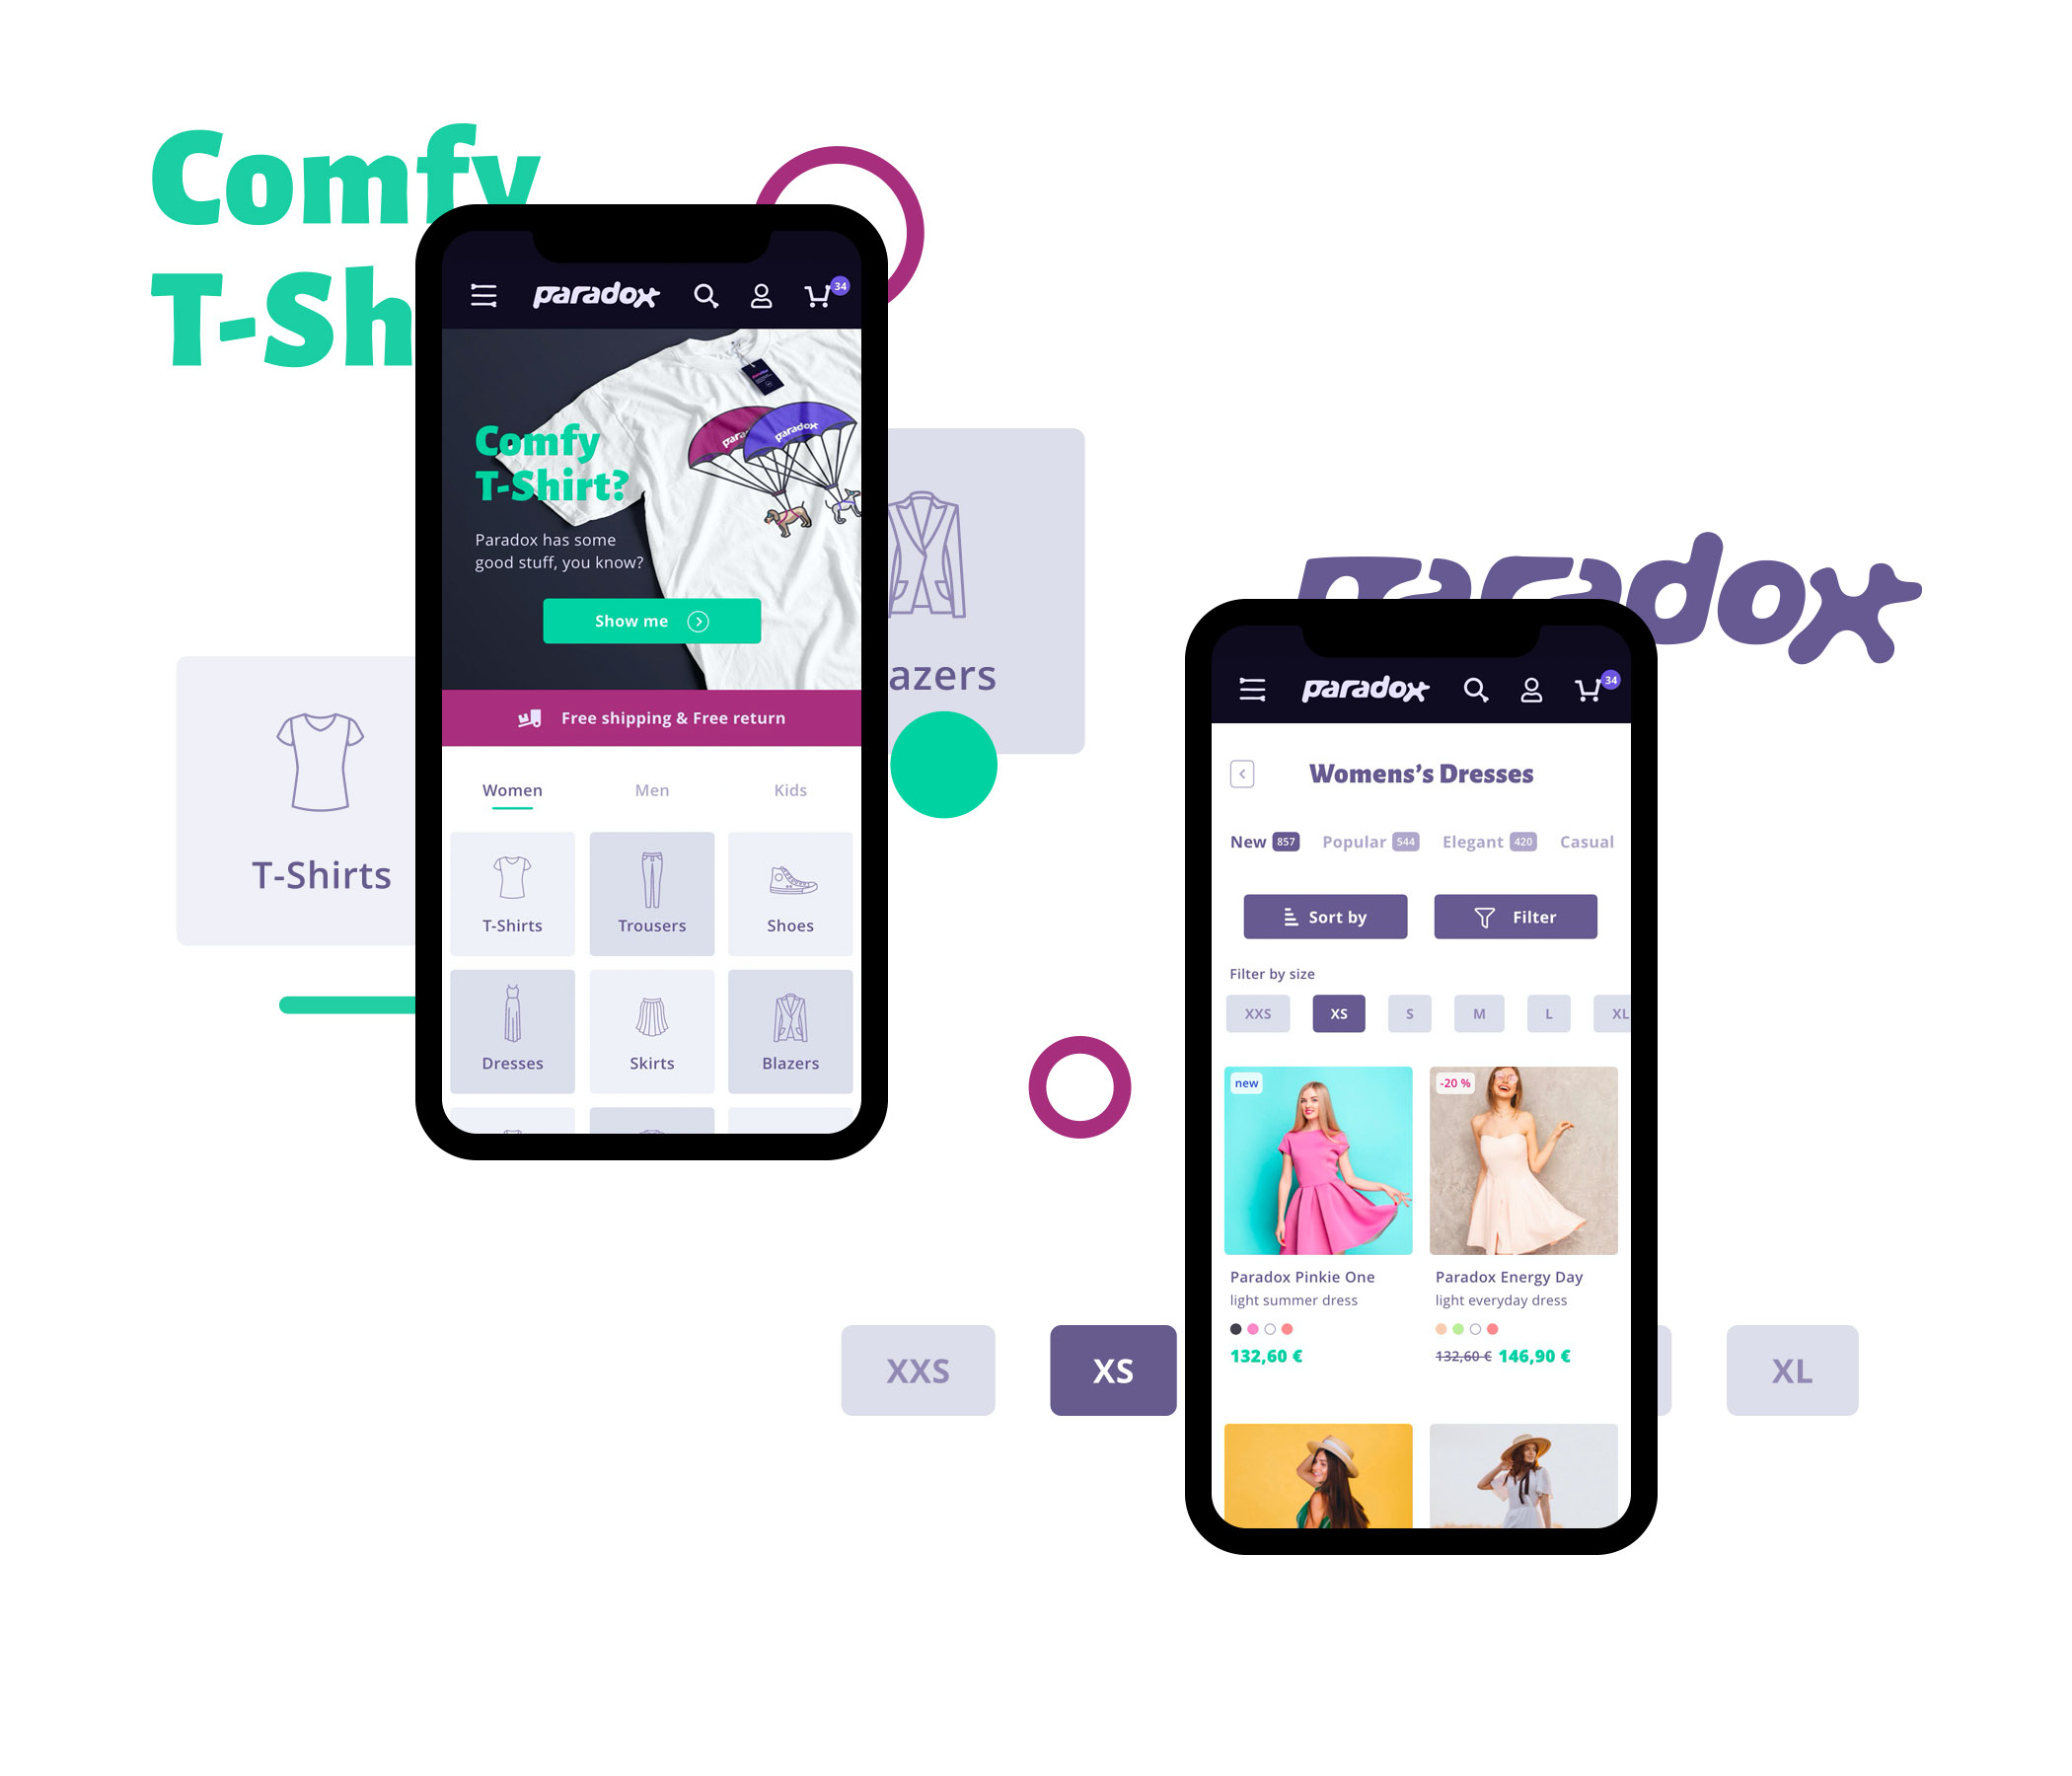 Comfy
T-Sh
paradox
34
Comfy
T-Shirt?
Paradox has some
good stuff, you know?
Show me
Free shipping & Free return
Women Men Kids
T-Shirts Trousers Shoes
Dresses Skirts Blazers
paradox
T-Shirts
azers
paradox
paradox
34
Womens’s Dresses
New 857 Popular 544 Elegant 420 Casual
Sort by Filter
Filter by size
XXS XS S M L XL
new -20 %
Paradox Pinkie One Paradox Energy Day
light summer dress light everyday dress
132,60 € 132,60 € 146,90 €
XXS XS XL